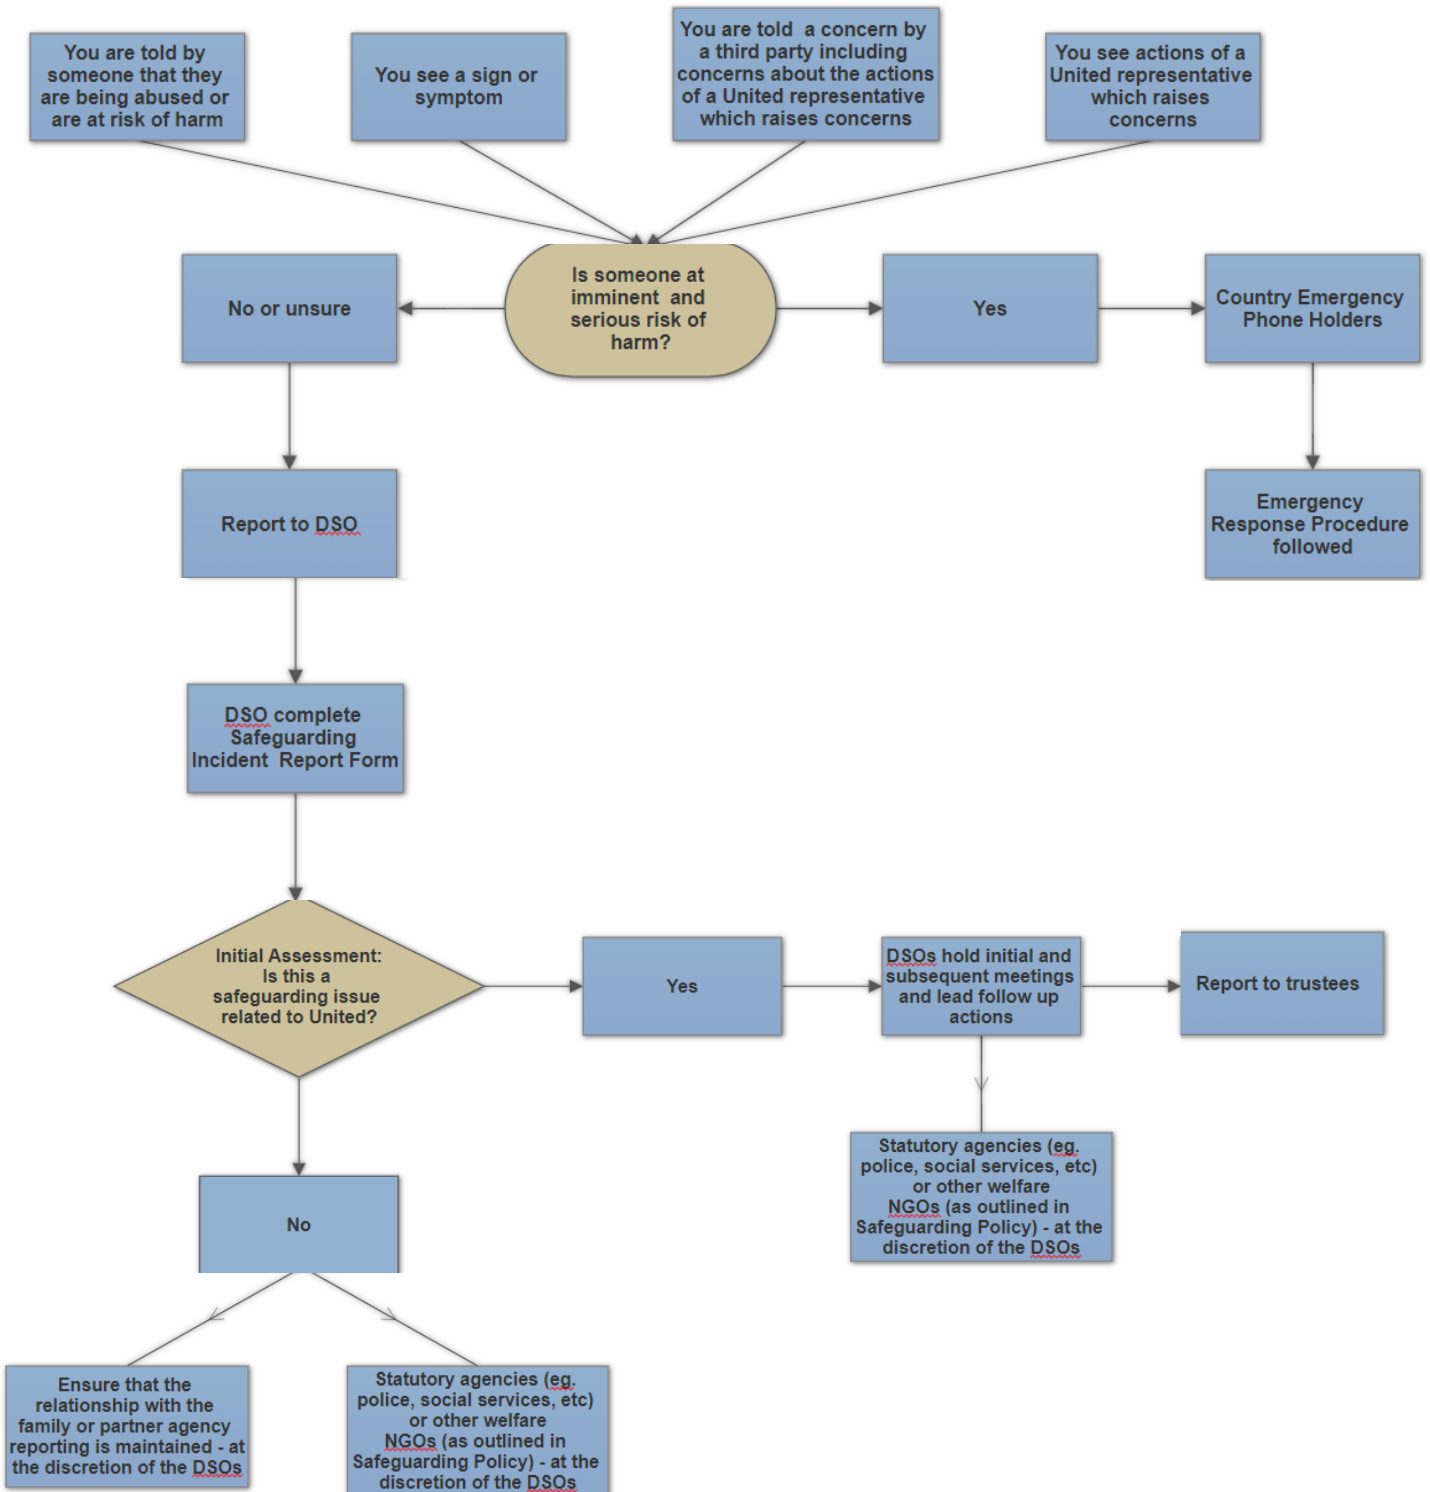 You are told by
someone that they
are being abused or
are at risk of harm
You see a sign or
symptom
You are told a concern by
a third party including
concerns about the actions
of a United representative
which raises concerns
You see actions of a
United representative
which raises
concerns
No or unsure
Is someone at
imminent and
serious risk of
harm?
Yes
Country Emergency
Phone Holders
Report to DSO
Emergency
Response Procedure
followed
DSO complete
Safeguarding
Incident Report Form
Initial Assessment:
Is this a
safeguarding issue
related to United?
Yes
DSOs hold initial and
subsequent meetings
and lead follow up
actions
Report to trustees
Statutory agencies (eg.
police, social services, etc)
or other welfare
NGOs (as outlined in
Safeguarding Policy) - at the
discretion of the DSOs
No
Ensure that the
relationship with the
family or partner agency
reporting is maintained - at
the discretion of the DSOs
Statutory agencies (eg.
police, social services, etc)
or other welfare
NGOs (as outlined in
Safeguarding Policy) - at the
discretion of the DSOs